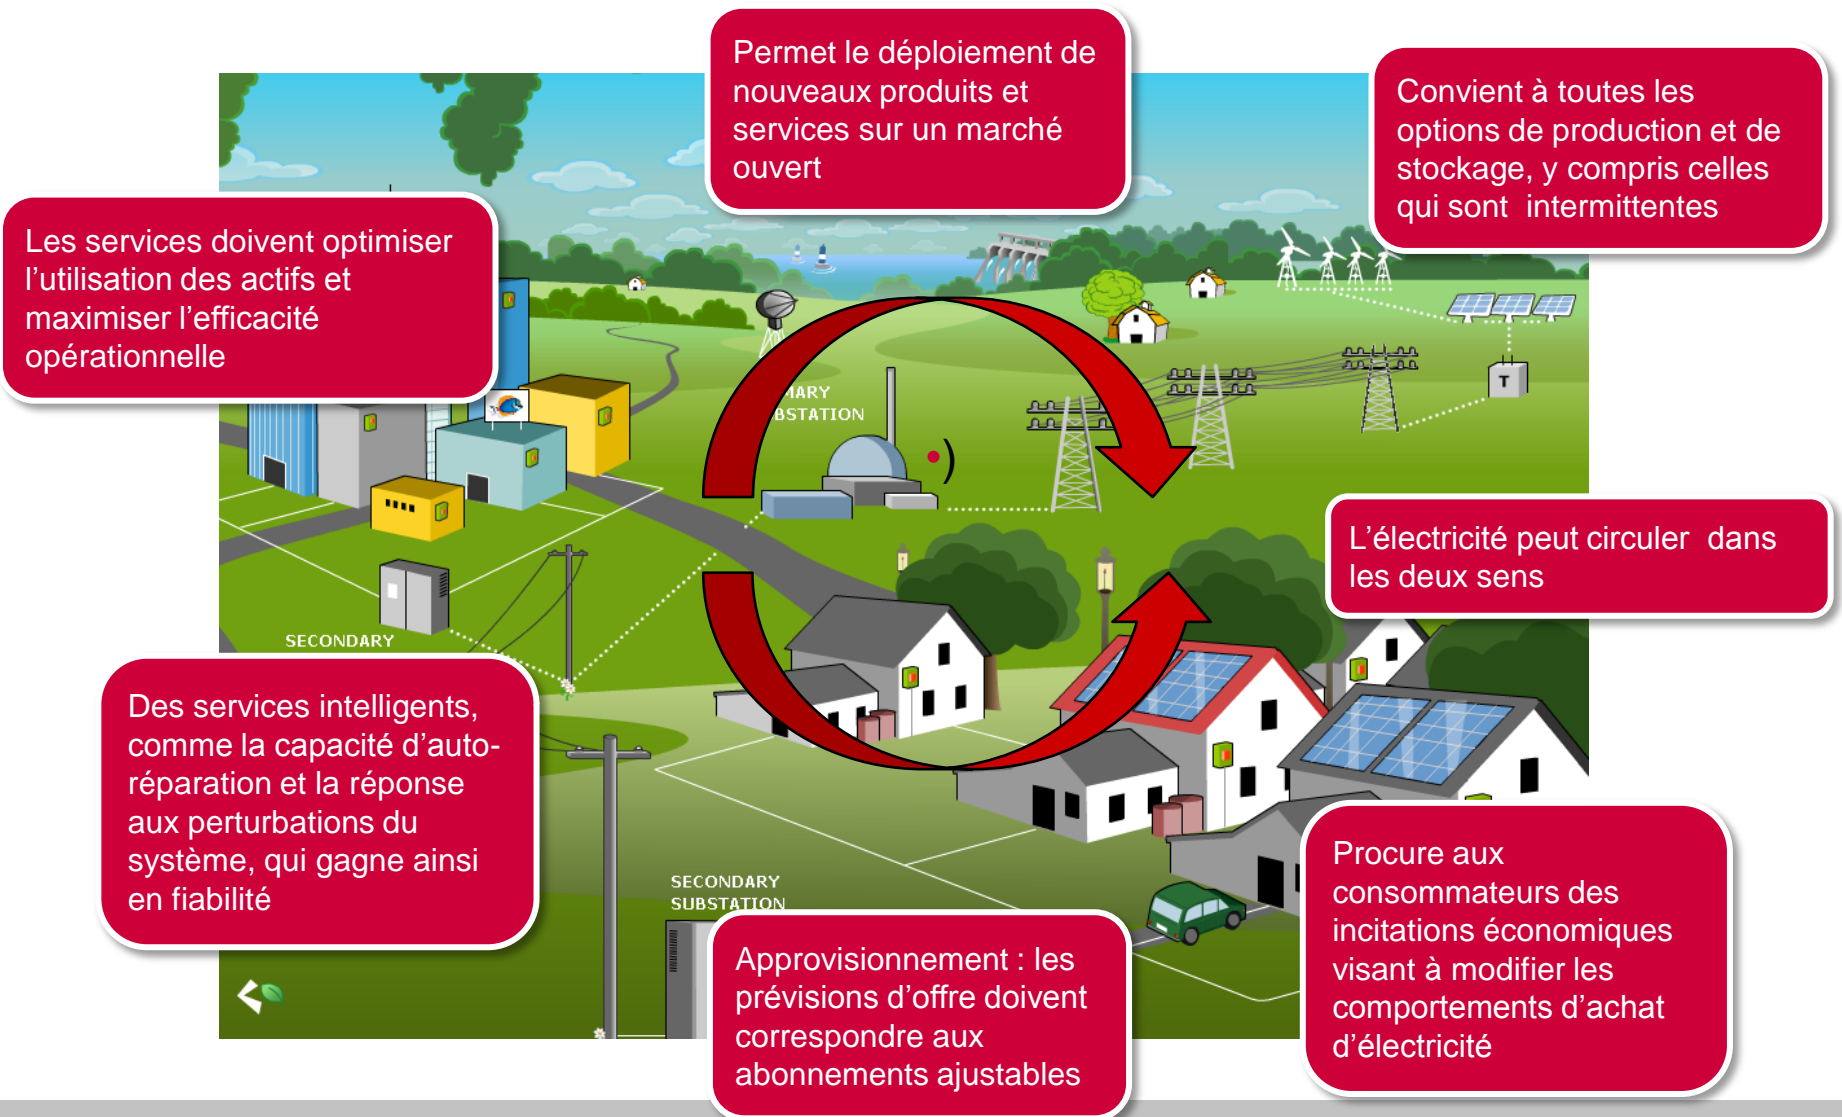 Permet le déploiement de
nouveaux produits et
services sur un marché
ouvert
Convient à toutes les
options de production et de
stockage, y compris celles
qui sont intermittentes
Les services doivent optimiser
l’utilisation des actifs et
maximiser l’efficacité
opérationnelle
MARY
BSTATION
•)
T
L’électricité peut circuler dans
les deux sens
SECONDARY
Des services intelligents,
comme la capacité d’auto-
réparation et la réponse
aux perturbations du
système, qui gagne ainsi
en fiabilité
SECONDARY
SUBSTATION
Approvisionnement : les
prévisions d’offre doivent
correspondre aux
abonnements ajustables
Procure aux
consommateurs des
incitations économiques
visant à modifier les
comportements d’achat
d’électricité